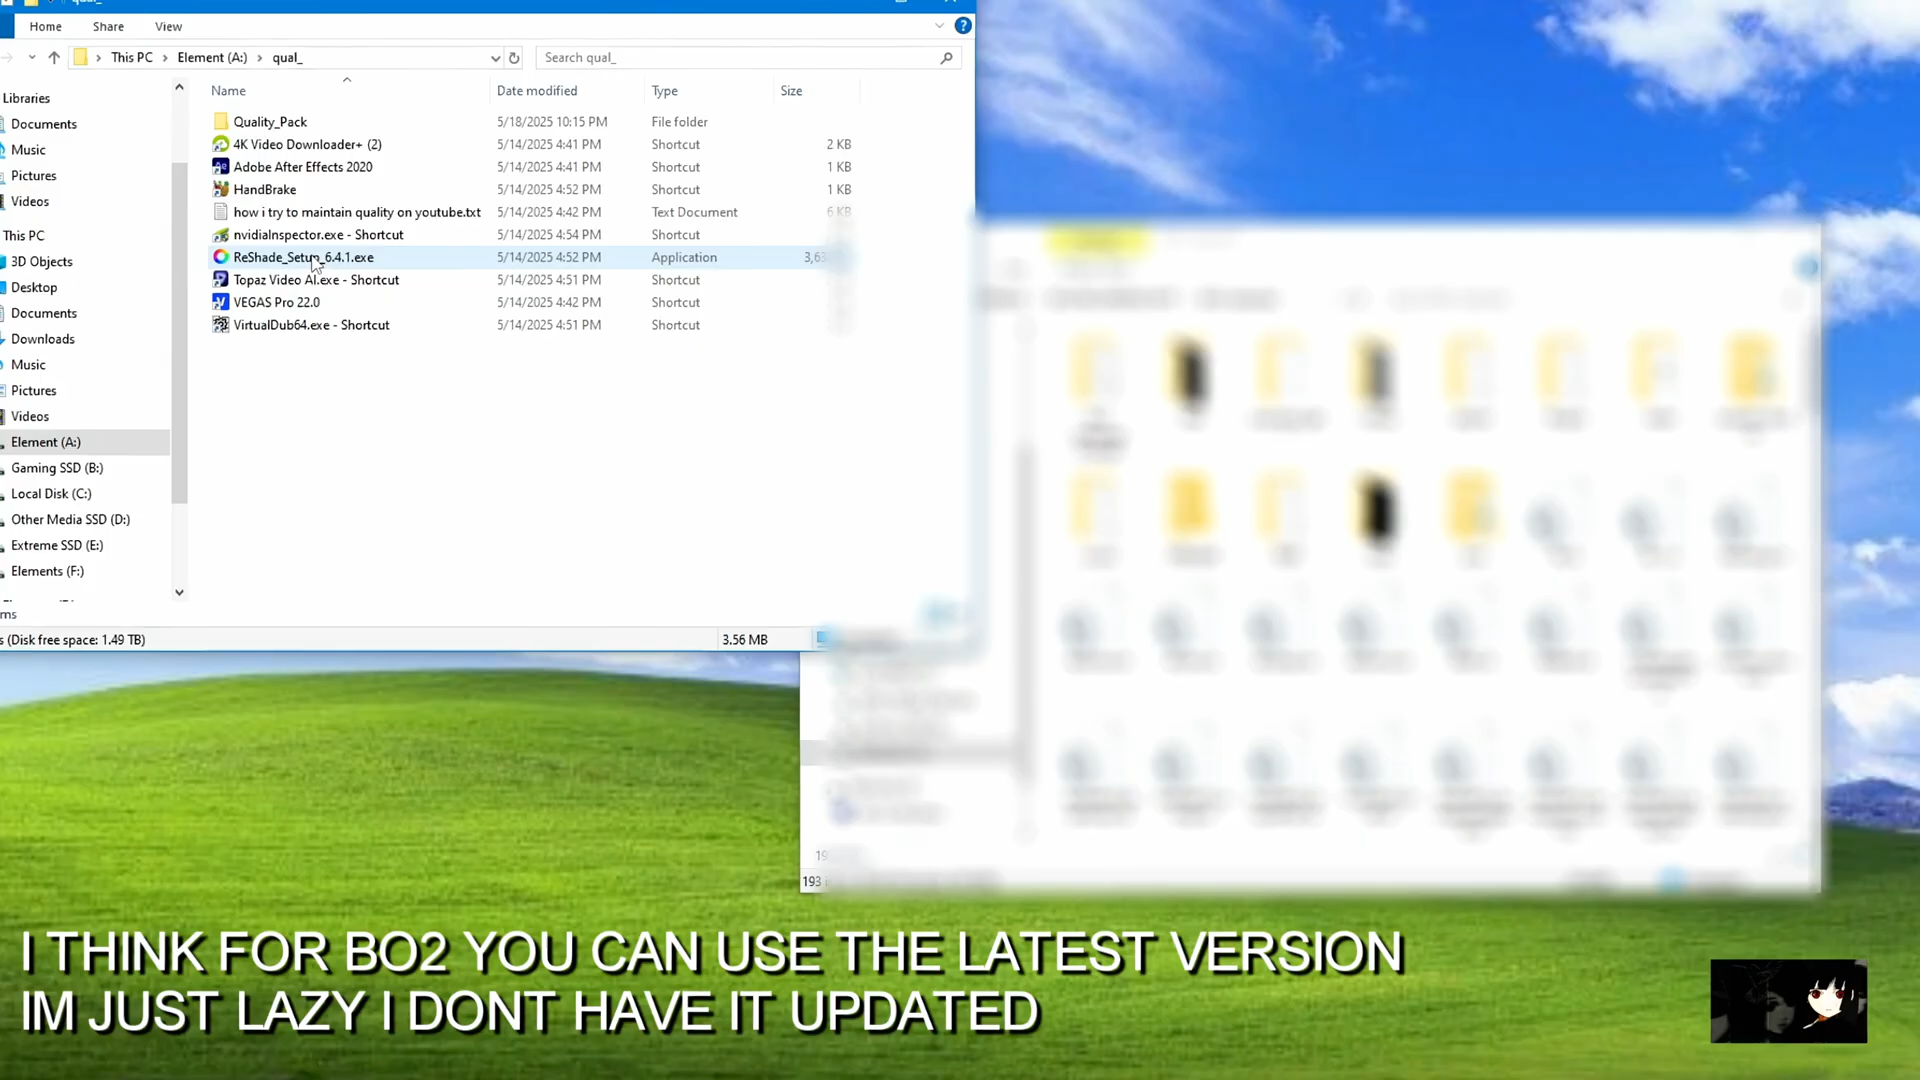 qual_
Home Share View
This PC > Element (A:) > qual_
Search qual_
Name Date modified Type Size
Quality_Pack 5/18/2025 10:15 PM File folder
4K Video Downloader+ (2) 5/14/2025 4:41 PM Shortcut 2 KB
Adobe After Effects 2020 5/14/2025 4:41 PM Shortcut 1 KB
HandBrake 5/14/2025 4:52 PM Shortcut 1 KB
how i try to maintain quality on youtube.txt 5/14/2025 4:42 PM Text Document 6 KB
nvidiaInspector.exe - Shortcut 5/14/2025 4:54 PM Shortcut
ReShade_Setup_6.4.1.exe 5/14/2025 4:52 PM Application
Topaz Video AI.exe - Shortcut 5/14/2025 4:51 PM Shortcut
VEGAS Pro 22.0 5/14/2025 4:42 PM Shortcut
VirtualDub64.exe - Shortcut 5/14/2025 4:51 PM Shortcut
Libraries
Documents
Music
Pictures
Videos
This PC
3D Objects
Desktop
Documents
Downloads
Music
Pictures
Videos
Element (A:)
Gaming SSD (B:)
Local Disk (C:)
Other Media SSD (D:)
Extreme SSD (E:)
Elements (F:)
ms
s (Disk free space: 1.49 TB) 3.56 MB
193
I THINK FOR BO2 YOU CAN USE THE LATEST VERSION
IM JUST LAZY I DONT HAVE IT UPDATED